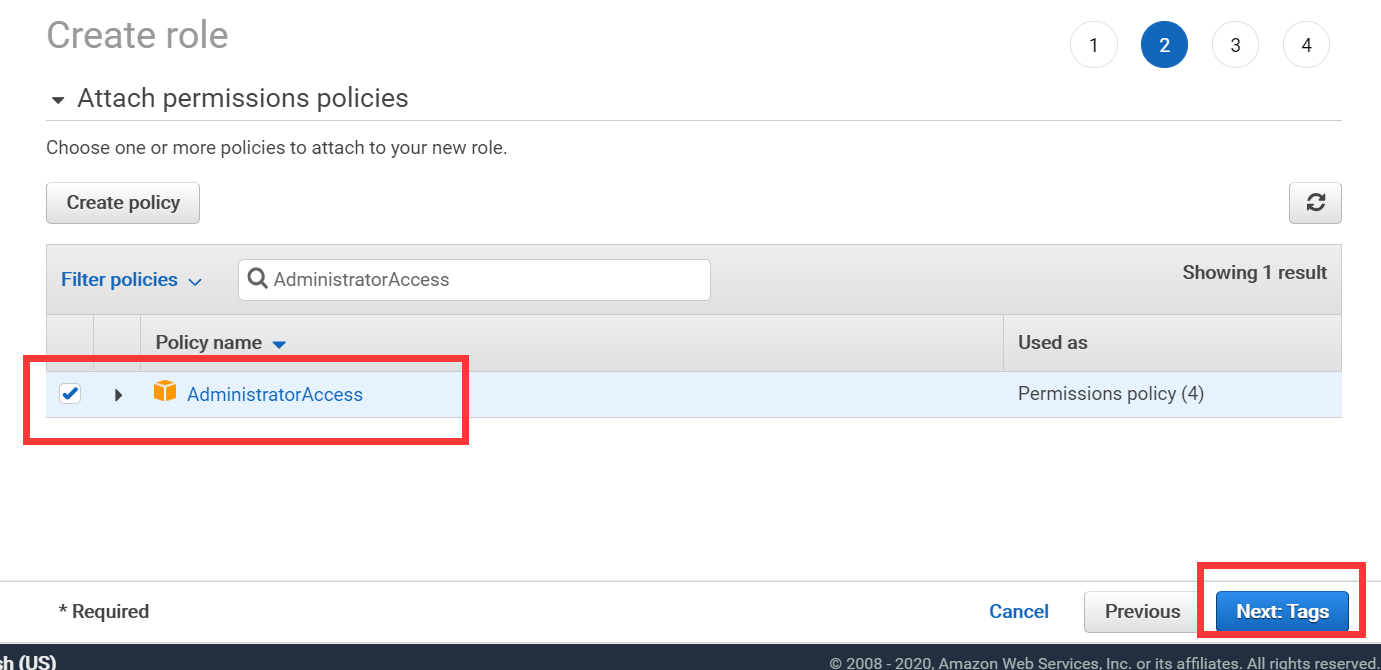 Create role
1 2 3 4
Attach permissions policies
Choose one or more policies to attach to your new role.
Create policy
Filter policies AdministratorAccess Showing 1 result
Policy name Used as
AdministratorAccess Permissions policy (4)
* Required Cancel Previous Next: Tags
sh (US) © 2008 - 2020, Amazon Web Services, Inc. or its affiliates. All rights reserved.